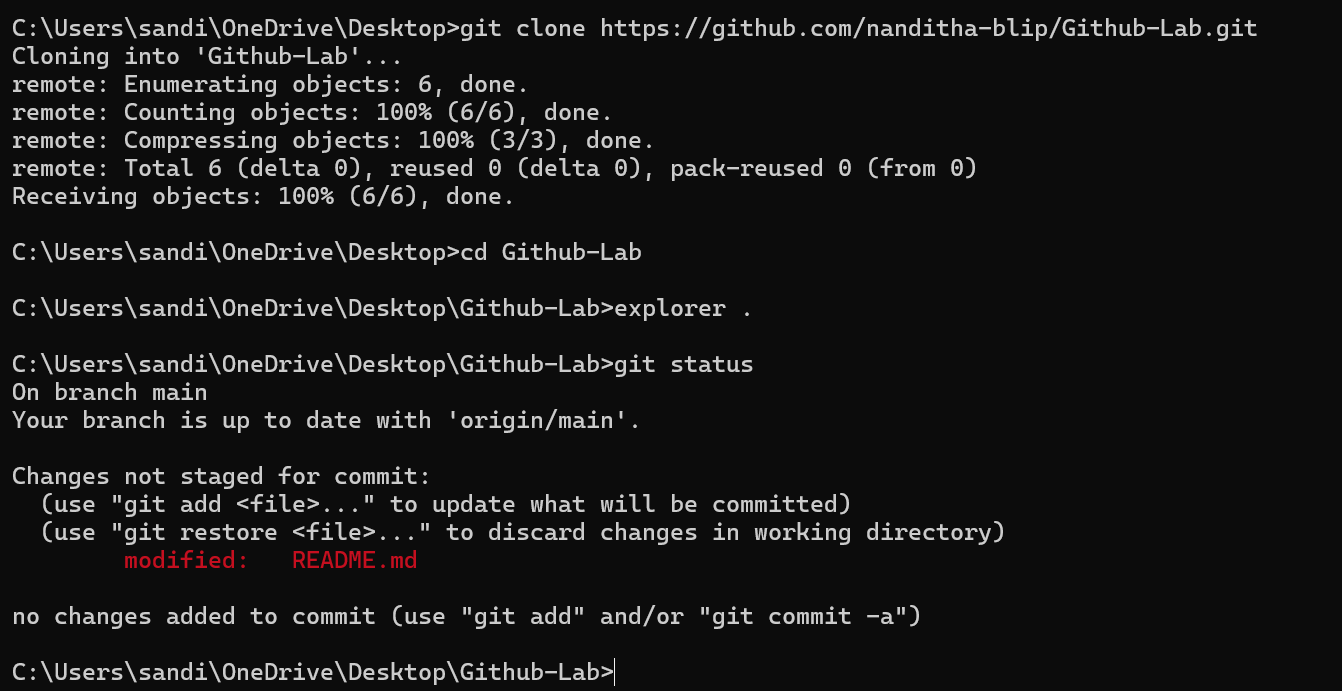 C:\Users\sandi\OneDrive\Desktop>git clone https://github.com/nanditha-blip/Github-Lab.git
Cloning into 'Github-Lab'...
remote: Enumerating objects: 6, done.
remote: Counting objects: 100% (6/6), done.
remote: Compressing objects: 100% (3/3), done.
remote: Total 6 (delta 0), reused 0 (delta 0), pack-reused 0 (from 0)
Receiving objects: 100% (6/6), done.

C:\Users\sandi\OneDrive\Desktop>cd Github-Lab

C:\Users\sandi\OneDrive\Desktop\Github-Lab>explorer .

C:\Users\sandi\OneDrive\Desktop\Github-Lab>git status
On branch main
Your branch is up to date with 'origin/main'.

Changes not staged for commit:
  (use "git add <file>..." to update what will be committed)
  (use "git restore <file>..." to discard changes in working directory)
        modified:   README.md

no changes added to commit (use "git add" and/or "git commit -a")

C:\Users\sandi\OneDrive\Desktop\Github-Lab>